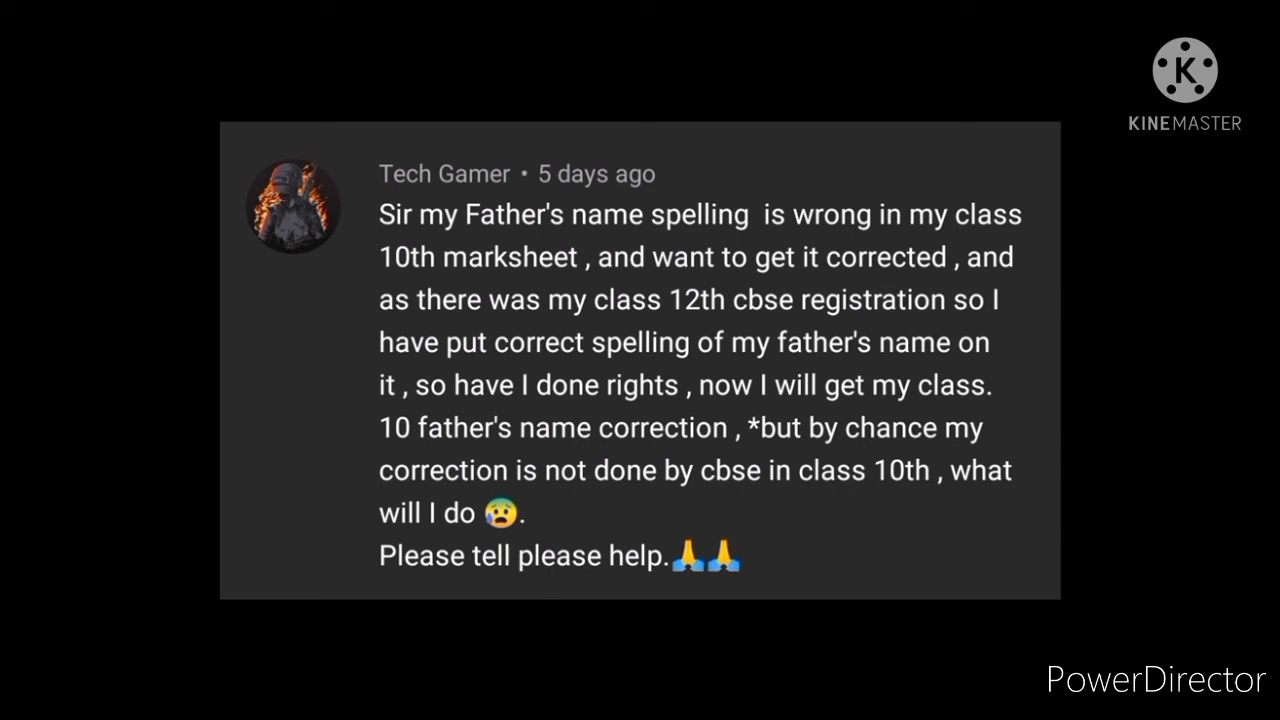 K
KINEMASTER
Tech Gamer • 5 days ago
Sir my Father's name spelling  is wrong in my class
10th marksheet , and want to get it corrected , and
as there was my class 12th cbse registration so I
have put correct spelling of my father's name on
it , so have I done rights , now I will get my class.
10 father's name correction , *but by chance my
correction is not done by cbse in class 10th , what
will I do 😰.
Please tell please help.🙏🙏
PowerDirector